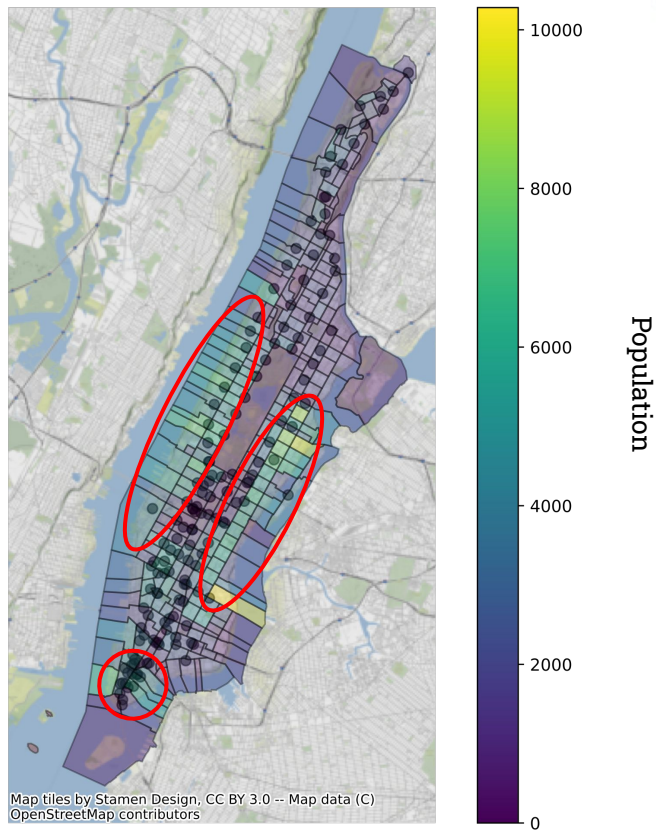 10000
8000
6000
4000
2000
0
Population
Map tiles by Stamen Design, CC BY 3.0 -- Map data (C)
OpenStreetMap contributors